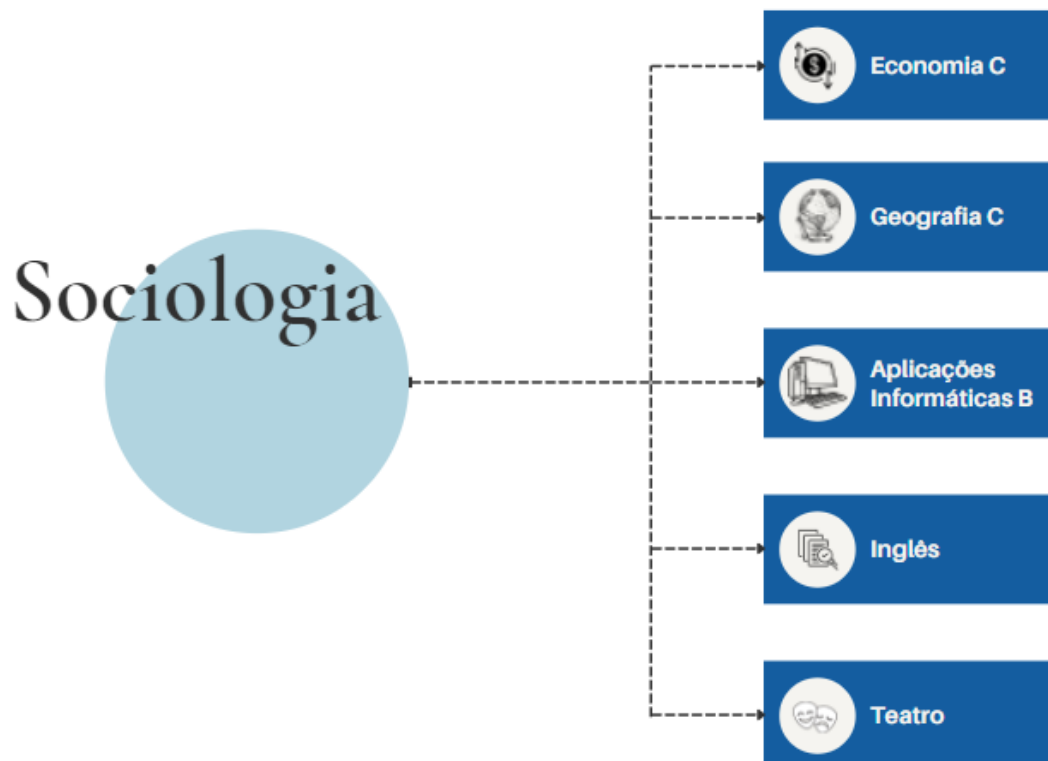 Sociologia
Economia C
Geografia C
Aplicações
Informáticas B
Inglês
Teatro